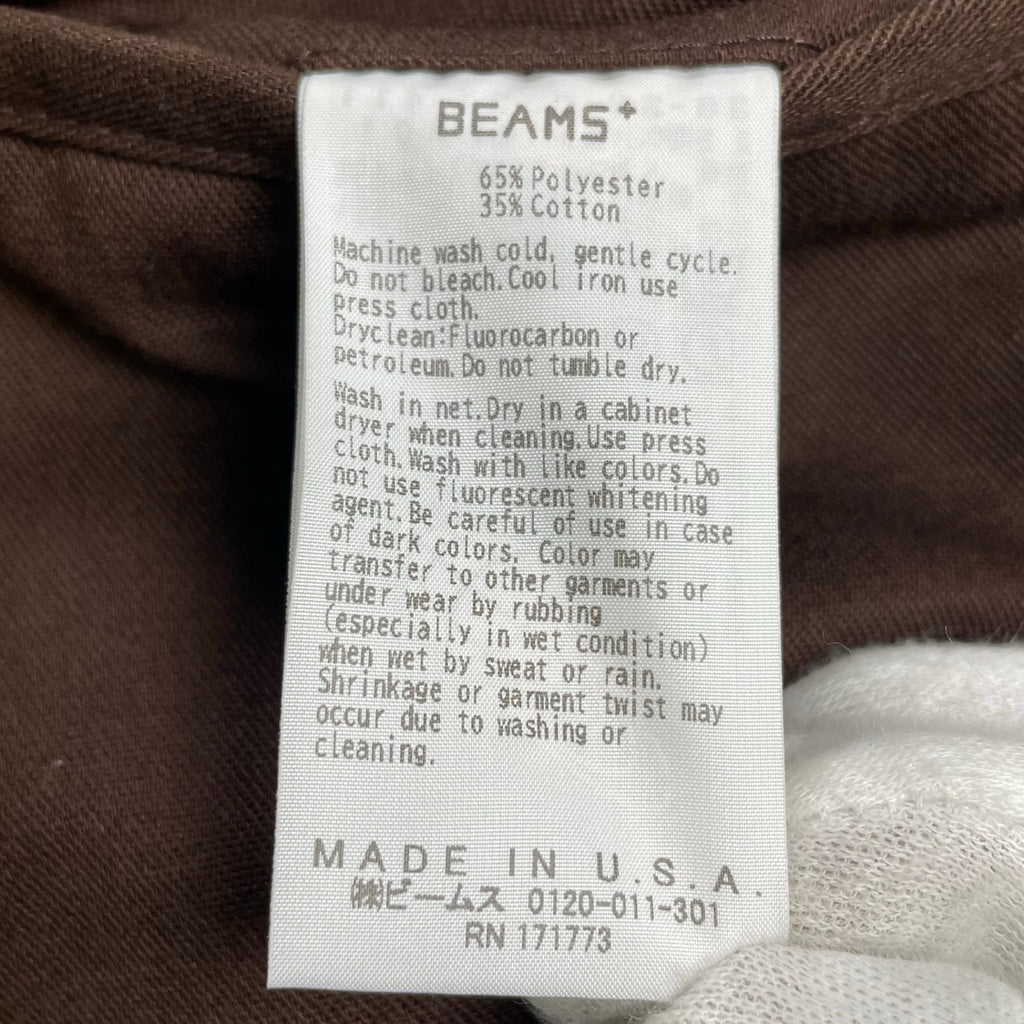 BEAMS+
65% Polyester
35% Cotton
Machine wash cold, gentle cycle.
Do not bleach.Cool iron use
press cloth.
Dryclean:Fluorocarbon or
petroleum.Do not tumble dry.
Wash in net.Dry in a cabinet
dryer when cleaning.Use press
cloth.Wash with like colors.Do
not use fluorescent whitening
agent.Be careful of use in case
of dark colors. Color may
transfer to other garments or
under wear by rubbing
(especially in wet condition)
when wet by sweat or rain.
Shrinkage or garment twist may
occur due to washing or
cleaning.
MADE IN U.S.A.
㈱ビームス 0120-011-301
RN 171773